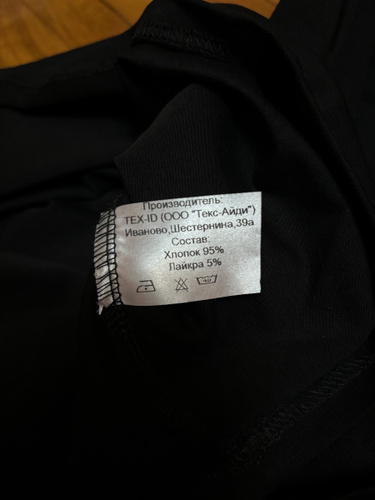 Производитель:
TEX-ID (ООО "Текс-Айди")
Иваново,Шестернина,39а
Состав:
Хлопок 95%
Лайкра 5%